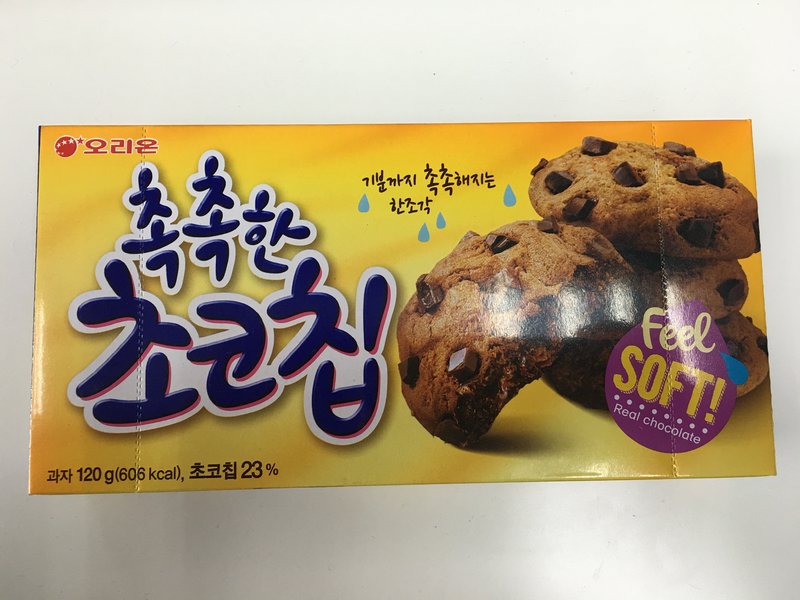 오리온
촉촉한
초코칩
기분까지 촉촉해지는
한조각
Feel
SOFT!
Real chocolate
과자 120 g(606 kcal), 초코칩 23 %